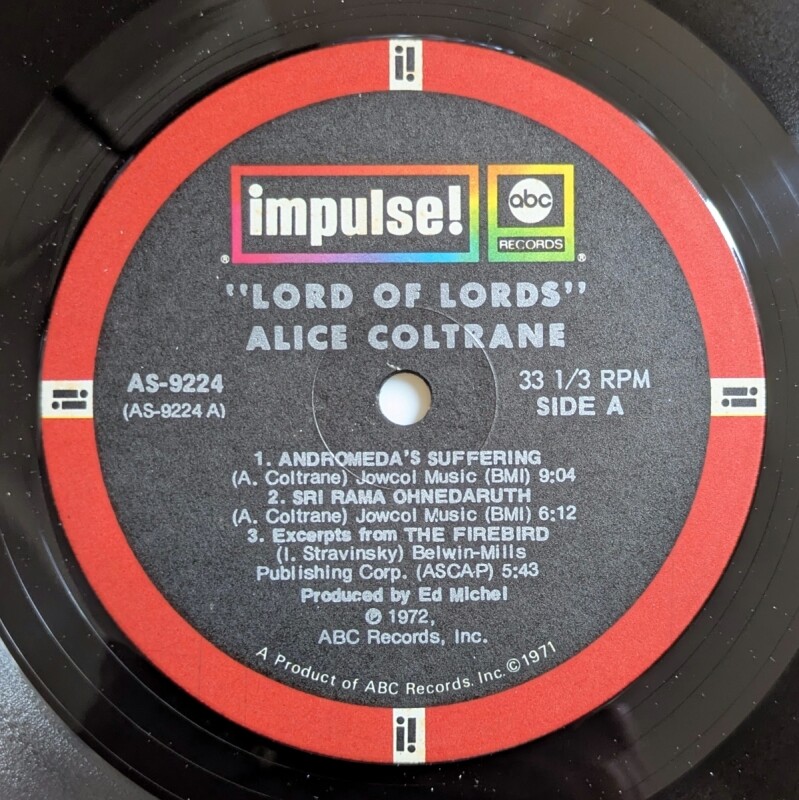 i!
impulse! abc
RECORDS
® ®
"LORD OF LORDS"
ALICE COLTRANE
AS-9224
(AS-9224 A)
33 1/3 RPM
SIDE A
i!
i!
1. ANDROMEDA'S SUFFERING
(A. Coltrane) Jowcol Music (BMI) 9:04
2. SRI RAMA OHNEDARUTH
(A. Coltrane) Jowcol Music (BMI) 6:12
3. Excerpts from THE FIREBIRD
(I. Stravinsky) Belwin-Mills
Publishing Corp. (ASCAP) 5:43
Produced by Ed Michel
℗ 1972,
ABC Records, Inc.
A Product of ABC Records. Inc. © 1971
i!